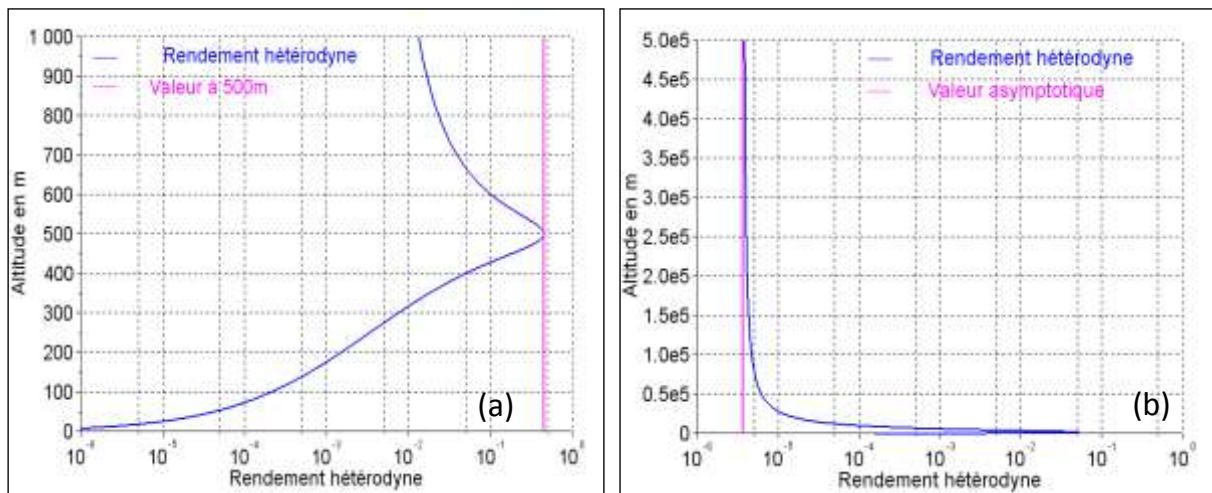 1 000
900
800
700
600
500
400
300
200
100
0
Altitude en m
Rendement hétérodyne
Valeur à 500m
(a)
10⁻⁶ 10⁻⁵ 10⁻⁴ 10⁻³ 10⁻² 10⁻¹ 10⁰
Rendement hétérodyne
5.0e5
4.5e5
4.0e5
3.5e5
3.0e5
2.5e5
2.0e5
1.5e5
1.0e5
0.5e5
0
Altitude en m
Rendement hétérodyne
Valeur asymptotique
(b)
10⁻⁶ 10⁻⁵ 10⁻⁴ 10⁻³ 10⁻² 10⁻¹ 10⁰
Rendement hétérodyne